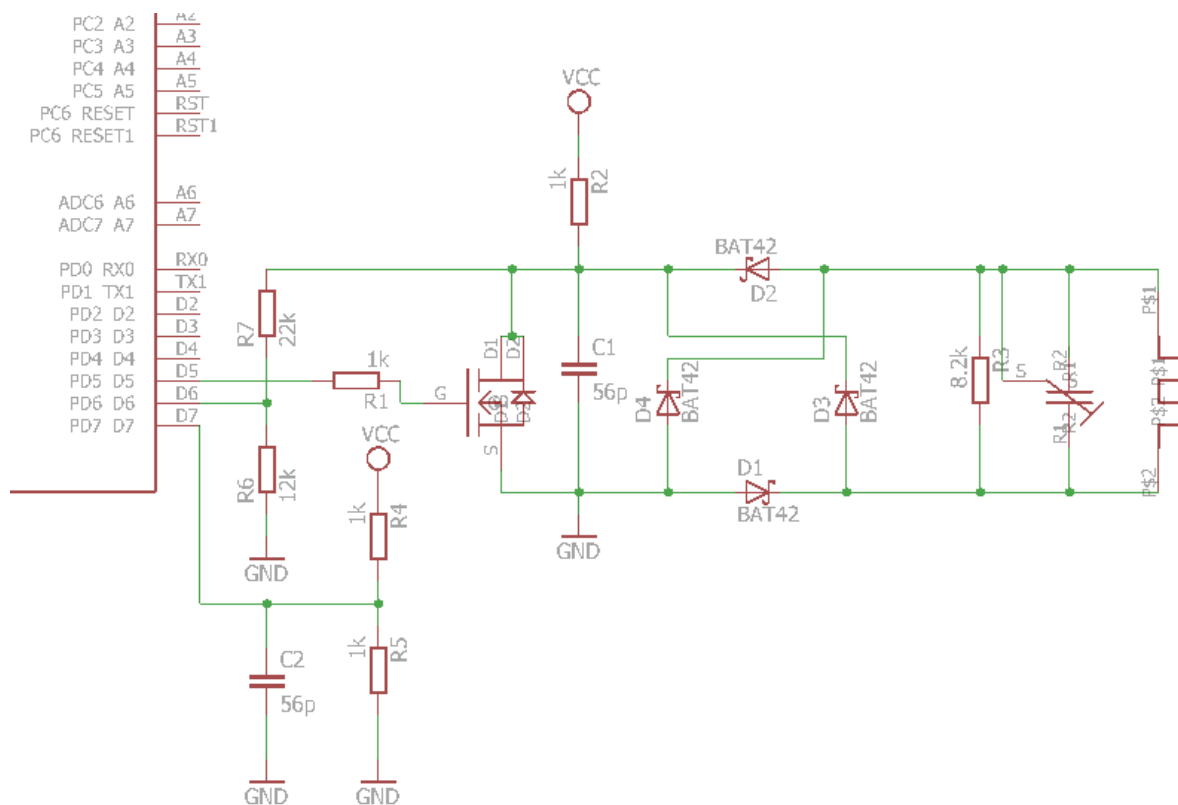 PC2 A2 A2
PC3 A3 A3
PC4 A4 A4
PC5 A5 A5
PC6 RESET RST
PC6 RESET1 RST1
ADC6 A6 A6
ADC7 A7 A7
PD0 RX0 RX0
PD1 TX1 TX1
PD2 D2 D2
PD3 D3 D3
PD4 D4 D4
PD5 D5 D5
PD6 D6 D6
PD7 D7 D7
VCC
1k R2
BAT42
D2
R7 22k
1k
R1
D1 D2
G
S
C1
56p
D4 BAT42
D3 BAT42
8.2k R3
S
R2
R1
P$1
P$1
P$2
VCC
R6 12k
GND
1k R4
GND
D1
BAT42
1k R5
C2
56p
GND
GND